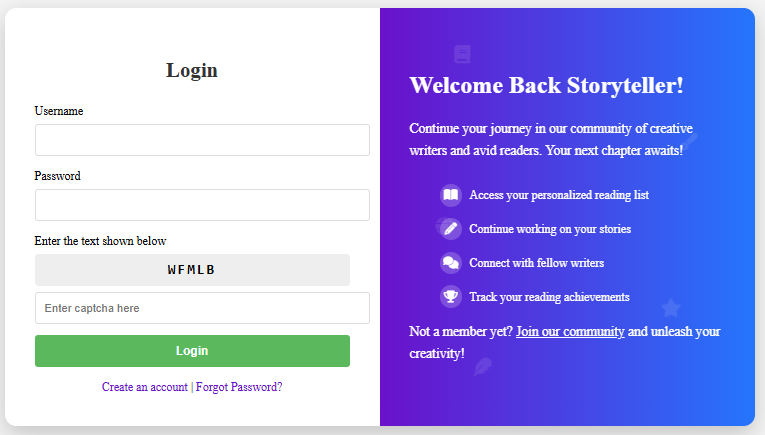 Login
Username
Password
Enter the text shown below
WFMLB
Enter captcha here
Login
Create an account | Forgot Password?
Welcome Back Storyteller!
Continue your journey in our community of creative
writers and avid readers. Your next chapter awaits!
Access your personalized reading list
Continue working on your stories
Connect with fellow writers
Track your reading achievements
Not a member yet? Join our community and unleash your
creativity!